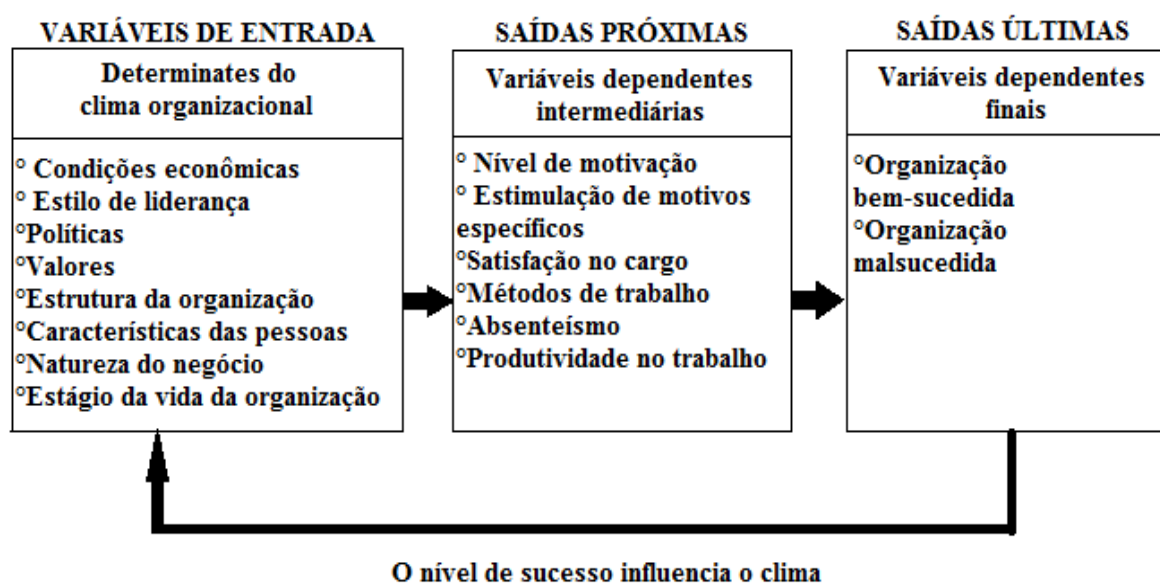 VARIÁVEIS DE ENTRADA
Determinates do
clima organizacional
° Condições econômicas
° Estilo de liderança
°Políticas
°Valores
°Estrutura da organização
°Características das pessoas
°Natureza do negócio
°Estágio da vida da organização
SAÍDAS PRÓXIMAS
Variáveis dependentes
intermediárias
° Nível de motivação
° Estimulação de motivos
específicos
°Satisfação no cargo
°Métodos de trabalho
°Absenteísmo
°Produtividade no trabalho
SAÍDAS ÚLTIMAS
Variáveis dependentes
finais
°Organização
bem-sucedida
°Organização
malsucedida
O nível de sucesso influencia o clima